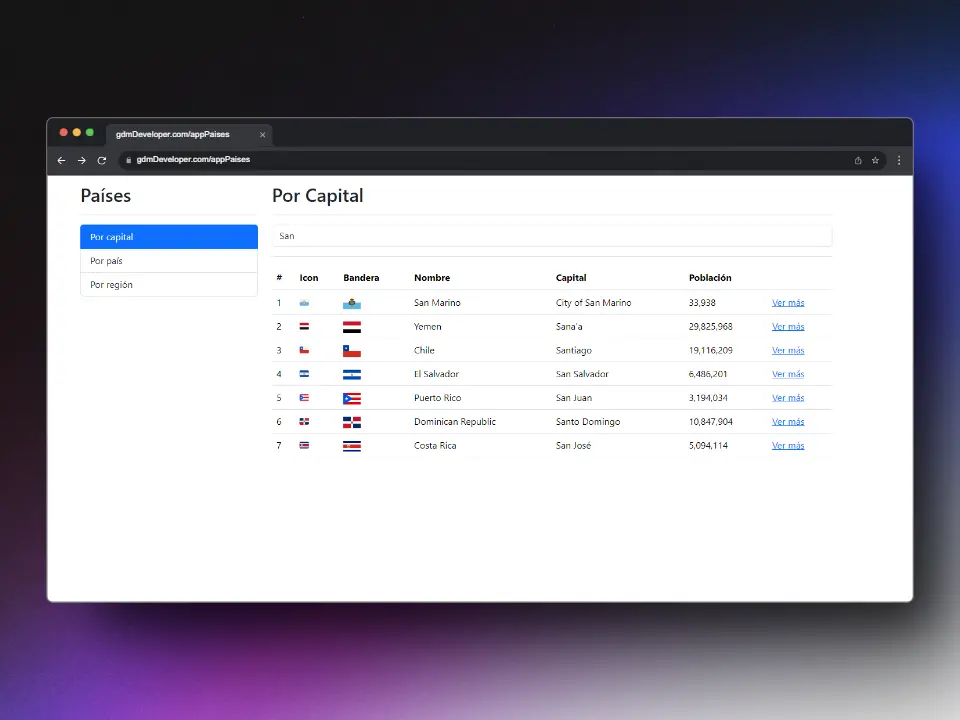 gdmDeveloper.com/appPaises
gdmDeveloper.com/appPaises
Países
Por capital
Por país
Por región
Por Capital
San
# Icon Bandera Nombre Capital Población
1 San Marino City of San Marino 33,938 Ver más
2 Yemen Sana'a 29,825,968 Ver más
3 Chile Santiago 19,116,209 Ver más
4 El Salvador San Salvador 6,486,201 Ver más
5 Puerto Rico San Juan 3,194,034 Ver más
6 Dominican Republic Santo Domingo 10,847,904 Ver más
7 Costa Rica San José 5,094,114 Ver más